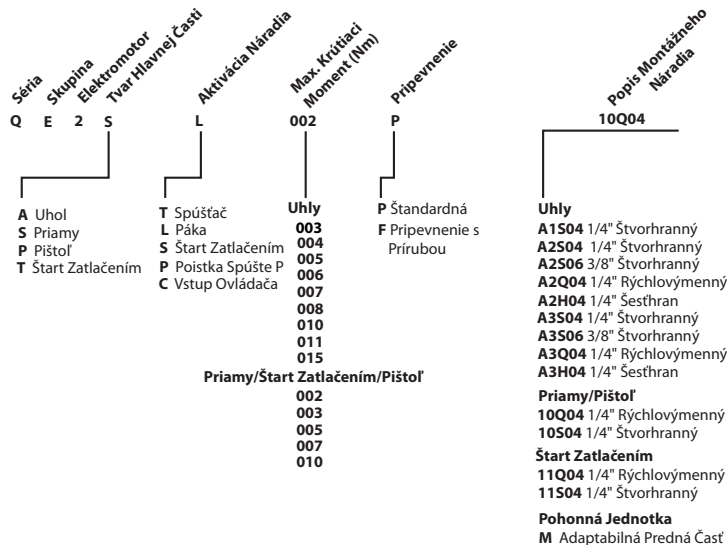 Séria
Skupina
Elektromotor
Tvar Hlavnej Časti
Aktivácia Náradia
Max. Krútiaci
Moment (Nm)
Pripevnenie
Popis Montážneho
Náradia
Q E 2 S L 002 P 10Q04
A Uhol
S Priamy
P Pištoľ
T Štart Zatlačením
T Spúšťač
L Páka
S Štart Zatlačením
P Poistka Spúšte P
C Vstup Ovládača
Uhly
003
004
005
006
007
008
010
011
015
Priamy/Štart Zatlačením/Pištoľ
002
003
005
007
010
P Štandardná
F Pripevnenie s
Prírubou
Uhly
A1S04 1/4" Štvorhranný
A2S04 1/4" Štvorhranný
A2S06 3/8" Štvorhranný
A2Q04 1/4" Rýchlovýmenný
A2H04 1/4" Šesťhran
A3S04 1/4" Štvorhranný
A3S06 3/8" Štvorhranný
A3Q04 1/4" Rýchlovýmenný
A3H04 1/4" Šesťhran
Priamy/Pištoľ
10Q04 1/4" Rýchlovýmenný
10S04 1/4" Štvorhranný
Štart Zatlačením
11Q04 1/4" Rýchlovýmenný
11S04 1/4" Štvorhranný
Pohonná Jednotka
M Adaptabilná Predná Časť